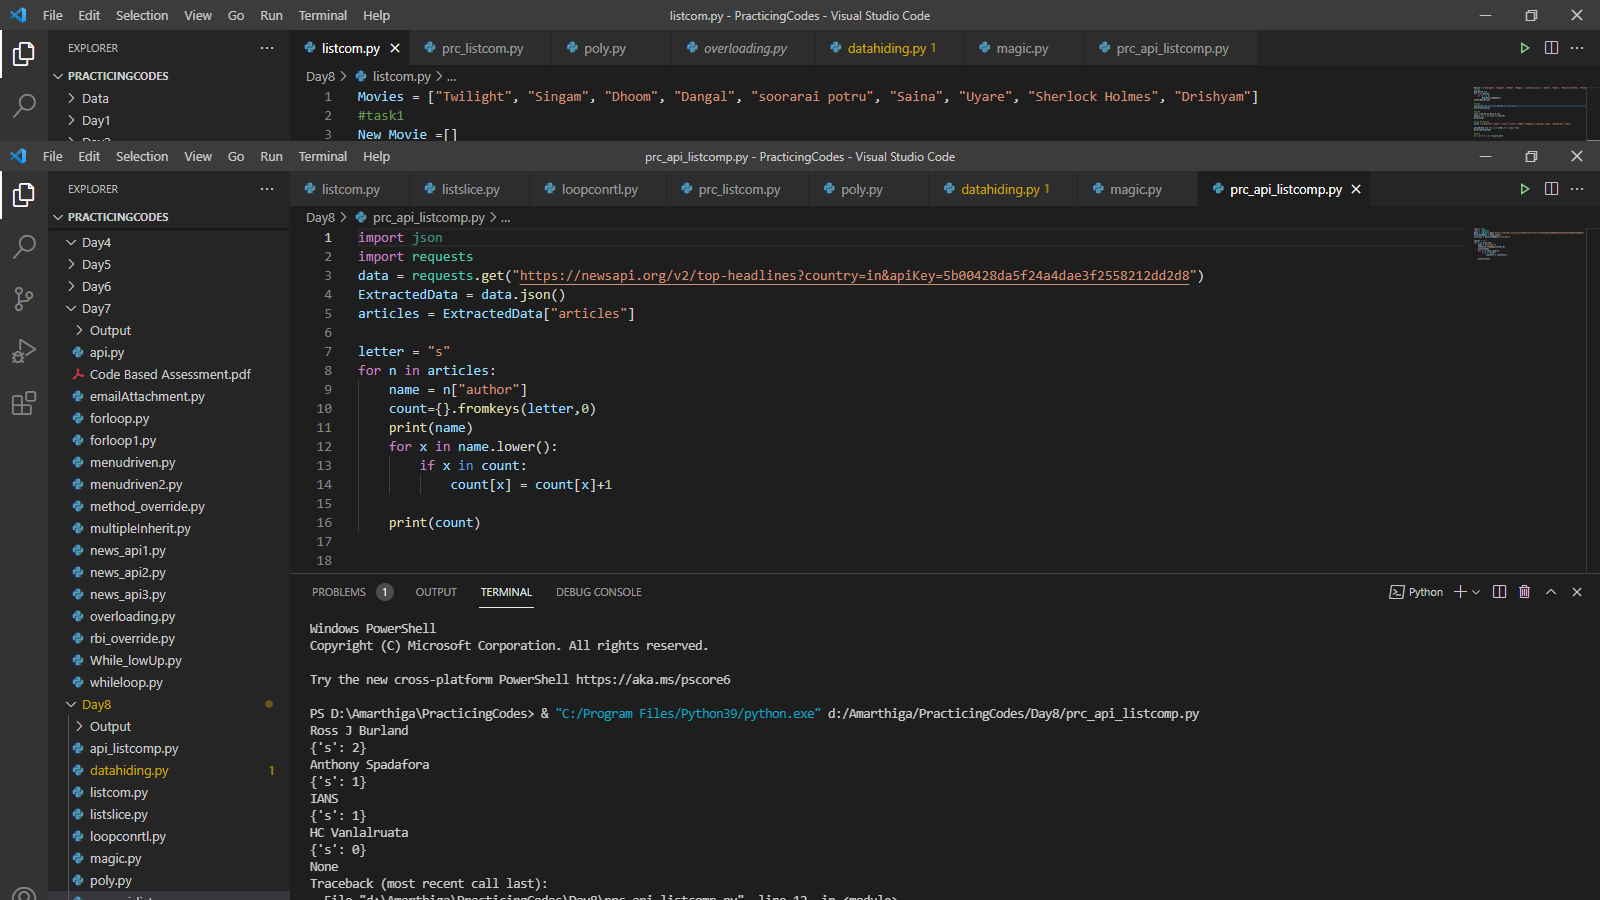 File Edit Selection View Go Run Terminal Help
listcom.py - PracticingCodes - Visual Studio Code
EXPLORER
listcom.py
prc_listcom.py
poly.py
overloading.py
datahiding.py 1
magic.py
prc_api_listcomp.py
PRACTICINGCODES
Day8 > listcom.py > ...
Data
Day1
1 Movies = ["Twilight", "Singam", "Dhoom", "Dangal", "soorarai potru", "Saina", "Uyare", "Sherlock Holmes", "Drishyam"]
2 #task1
3 New Movie =[]
File Edit Selection View Go Run Terminal Help
prc_api_listcomp.py - PracticingCodes - Visual Studio Code
EXPLORER
listcom.py
listslice.py
loopconrtl.py
prc_listcom.py
poly.py
datahiding.py 1
magic.py
prc_api_listcomp.py
PRACTICINGCODES
Day8 > prc_api_listcomp.py > ...
Day4
Day5
Day6
Day7
Output
api.py
Code Based Assessment.pdf
emailAttachment.py
forloop.py
forloop1.py
menudriven.py
menudriven2.py
method_override.py
multipleInherit.py
news_api1.py
news_api2.py
news_api3.py
overloading.py
rbi_override.py
While_lowUp.py
whileloop.py
Day8
Output
api_listcomp.py
datahiding.py 1
listcom.py
listslice.py
loopconrtl.py
magic.py
poly.py
1 import json
2 import requests
3 data = requests.get("https://newsapi.org/v2/top-headlines?country=in&apiKey=5b00428da5f24a4dae3f2558212dd2d8")
4 ExtractedData = data.json()
5 articles = ExtractedData["articles"]
6
7 letter = "s"
8 for n in articles:
9 name = n["author"]
10 count={}.fromkeys(letter,0)
11 print(name)
12 for x in name.lower():
13 if x in count:
14 count[x] = count[x]+1
15
16 print(count)
17
18
PROBLEMS 1 OUTPUT TERMINAL DEBUG CONSOLE
Python
Windows PowerShell
Copyright (C) Microsoft Corporation. All rights reserved.
Try the new cross-platform PowerShell https://aka.ms/pscore6
PS D:\Amarthiga\PracticingCodes> & "C:/Program Files/Python39/python.exe" d:/Amarthiga/PracticingCodes/Day8/prc_api_listcomp.py
Ross J Burland
{'s': 2}
Anthony Spadafora
{'s': 1}
IANS
{'s': 1}
HC Vanlalruata
{'s': 0}
None
Traceback (most recent call last):
File "d:\Amarthiga\PracticingCodes\Day8\prc_api_listcomp.py", line 12, in <module>